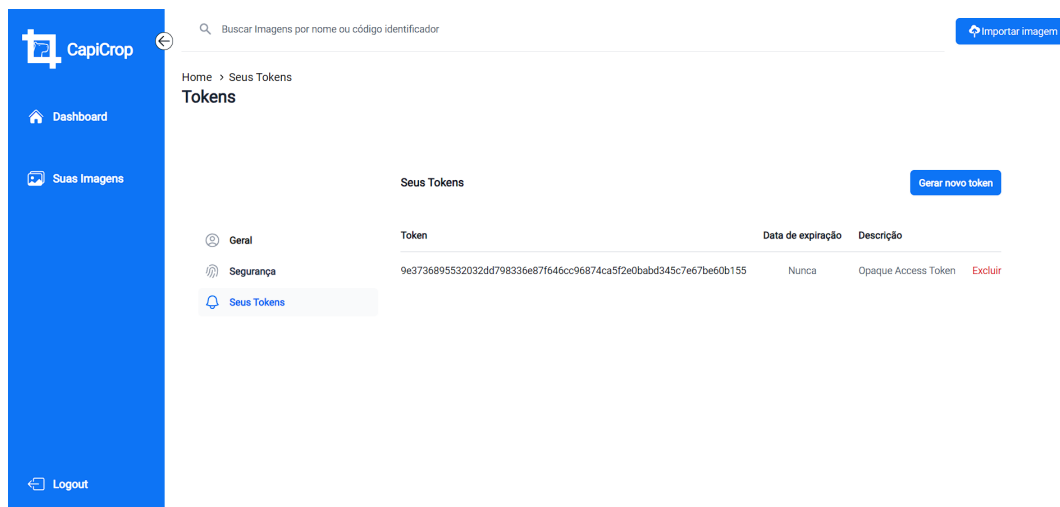 CapiCrop
Buscar Imagens por nome ou código identificador
Importar imagem
Home > Seus Tokens
Tokens
Dashboard
Suas Imagens
Logout
Geral
Segurança
Seus Tokens
Seus Tokens
Gerar novo token
Token Data de expiração Descrição
9e3736895532032dd798336e87f646cc96874ca5f2e0babd345c7e67be60b155 Nunca Opaque Access Token Excluir